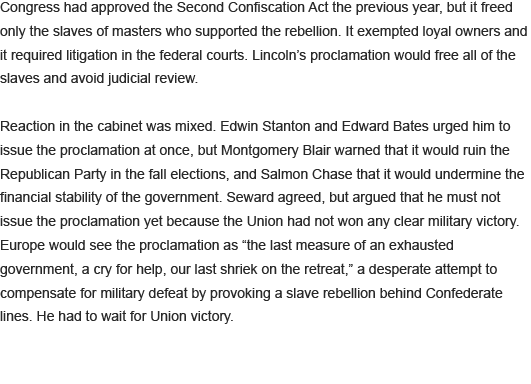 Congress had approved the Second Confiscation Act the previous year, but it freed
only the slaves of masters who supported the rebellion. It exempted loyal owners and
it required litigation in the federal courts. Lincoln’s proclamation would free all of the
slaves and avoid judicial review.

Reaction in the cabinet was mixed. Edwin Stanton and Edward Bates urged him to
issue the proclamation at once, but Montgomery Blair warned that it would ruin the
Republican Party in the fall elections, and Salmon Chase that it would undermine the
financial stability of the government. Seward agreed, but argued that he must not
issue the proclamation yet because the Union had not won any clear military victory.
Europe would see the proclamation as “the last measure of an exhausted
government, a cry for help, our last shriek on the retreat,” a desperate attempt to
compensate for military defeat by provoking a slave rebellion behind Confederate
lines. He had to wait for Union victory.